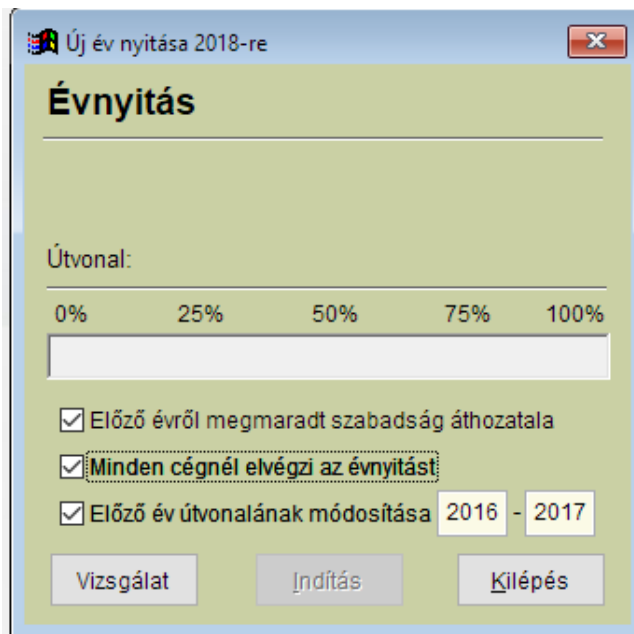 Új év nyitása 2018-re
Évnyitás
Útvonal:
0% 25% 50% 75% 100%
Előző évről megmaradt szabadság áthozatala
Minden cégnél elvégzi az évnyitást
Előző év útvonalának módosítása 2016 - 2017
Vizsgálat Indítás Kilépés